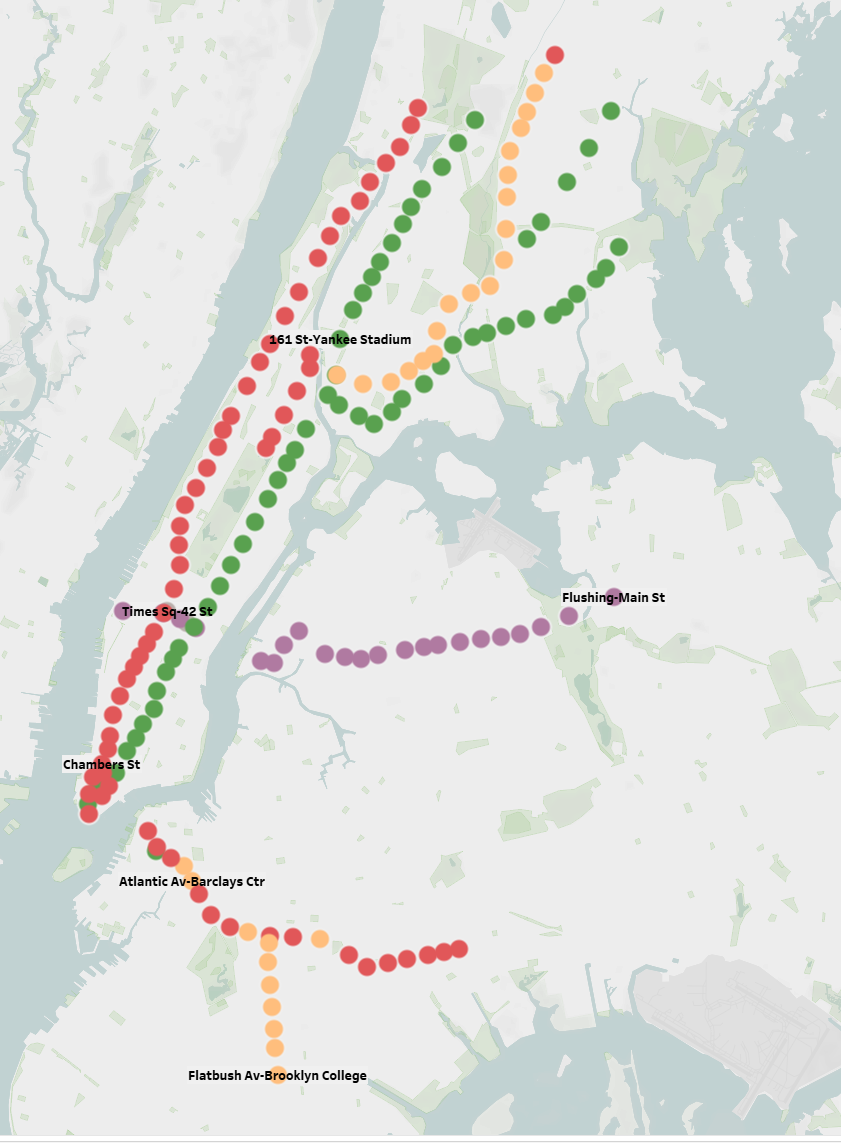 161 St-Yankee Stadium
Flushing-Main St
Times Sq-42 St
Chambers St
Atlantic Av-Barclays Ctr
Flatbush Av-Brooklyn College